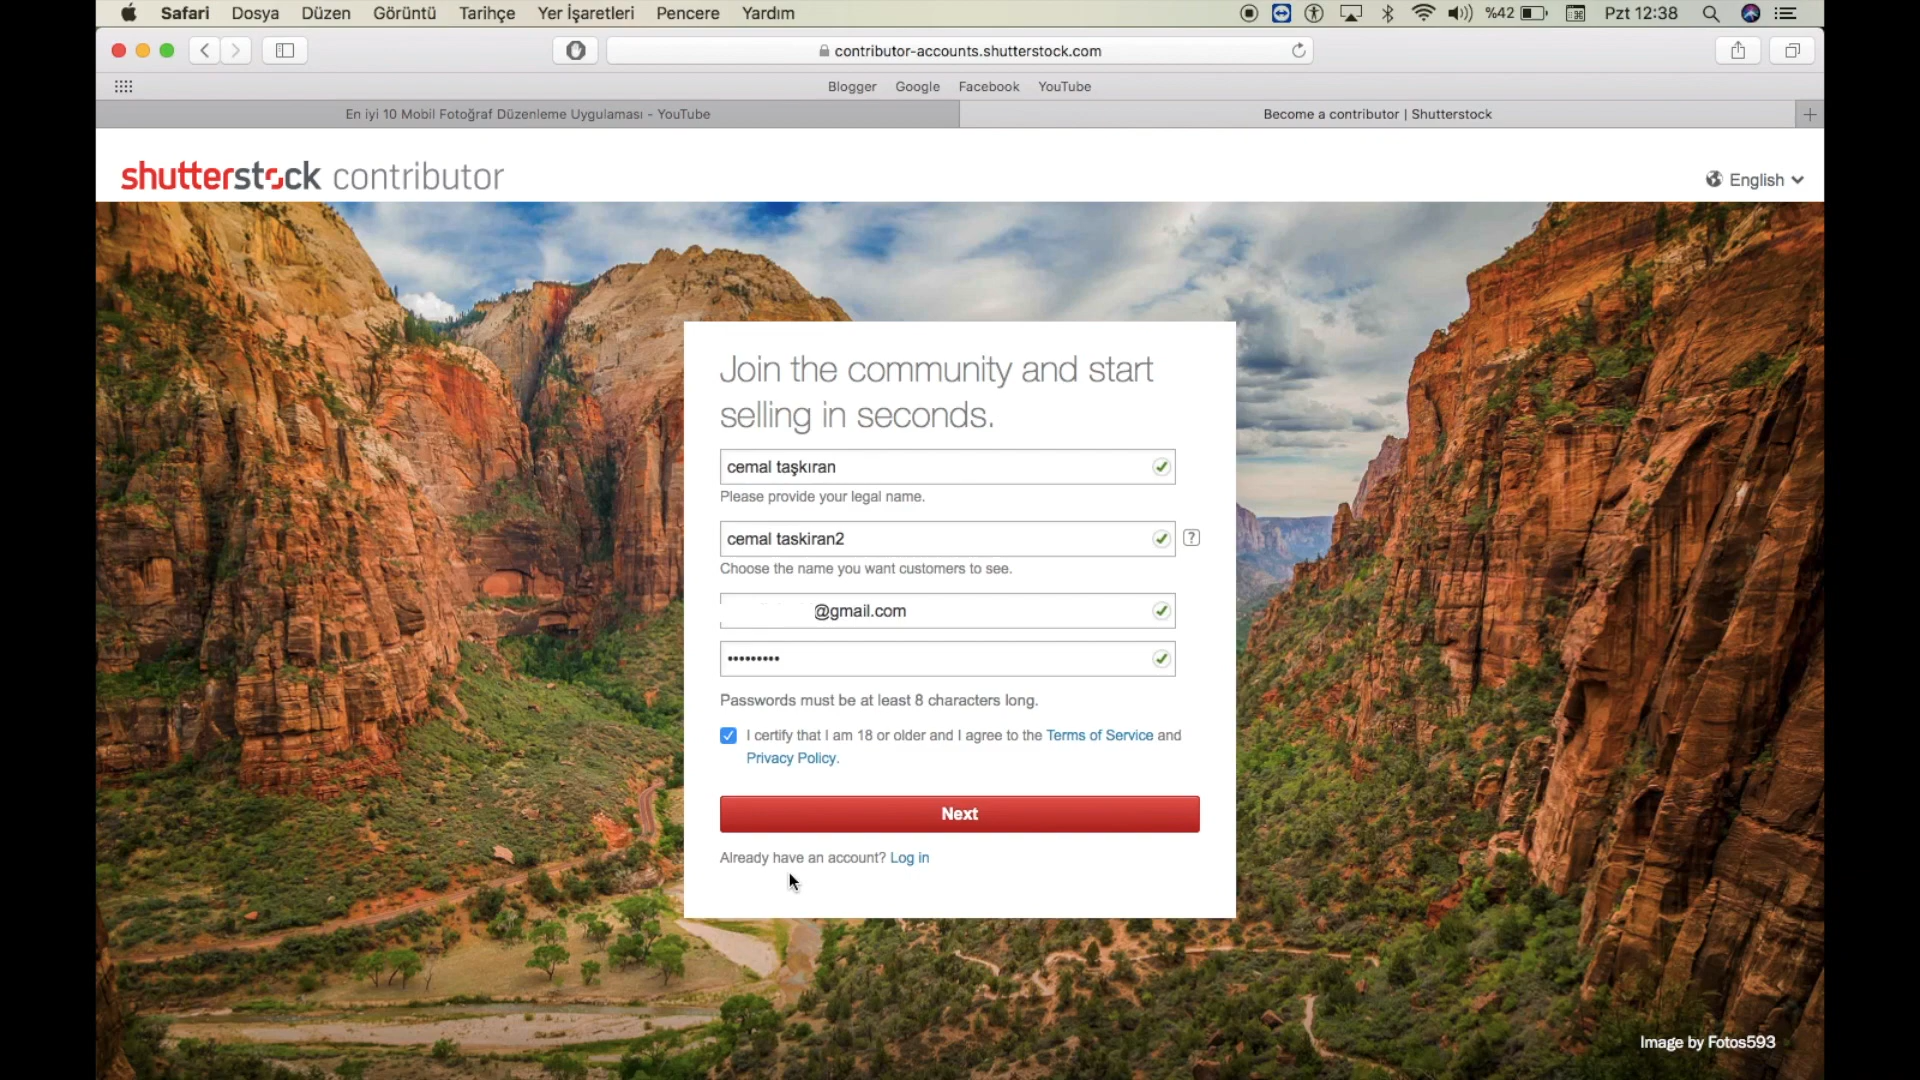 Safari Dosya Düzen Görüntü Tarihçe Yer İşaretleri Pencere Yardım %42 Pzt 12:38
contributor-accounts.shutterstock.com
Blogger Google Facebook YouTube
En iyi 10 Mobil Fotoğraf Düzenleme Uygulaması - YouTube
Become a contributor | Shutterstock
shutterstock contributor
English
Join the community and start
selling in seconds.
cemal taşkıran
Please provide your legal name.
cemal taskiran2
?
Choose the name you want customers to see.
@gmail.com
•••••••••
Passwords must be at least 8 characters long.
I certify that I am 18 or older and I agree to the Terms of Service and
Privacy Policy.
Next
Already have an account? Log in
Image by Fotos593